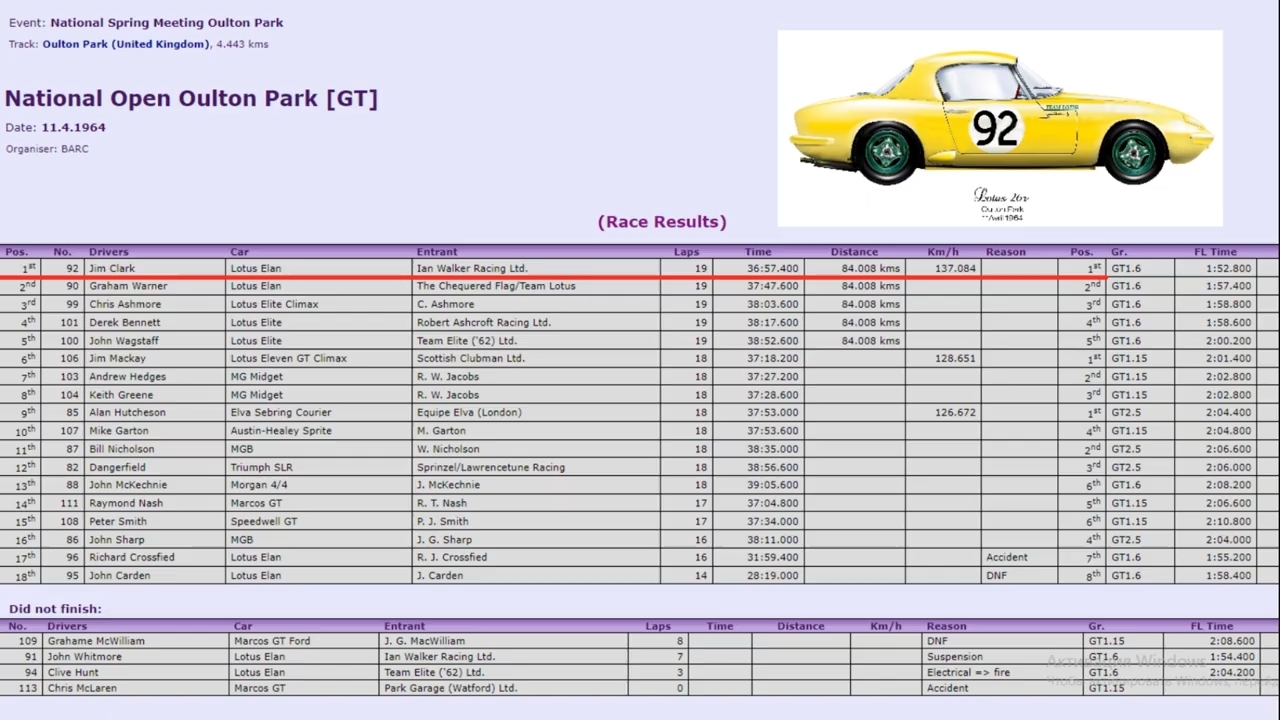 Event: National Spring Meeting Oulton Park
Track: Oulton Park (United Kingdom), 4.443 kms
National Open Oulton Park [GT]
Date: 11.4.1964
Organiser: BARC
92
TEAM LOTUS
Lotus 26r
Oulton Park
11 Avril 1964
(Race Results)
Pos. No. Drivers Car Entrant Laps Time Distance Km/h Reason Pos. Gr. FL Time
1st 92 Jim Clark Lotus Elan Ian Walker Racing Ltd. 19 36:57.400 84.008 kms 137.084 1st GT1.6 1:52.800
2nd 90 Graham Warner Lotus Elan The Chequered Flag/Team Lotus 19 37:47.600 84.008 kms 2nd GT1.6 1:57.400
3rd 99 Chris Ashmore Lotus Elite Climax C. Ashmore 19 38:03.600 84.008 kms 3rd GT1.6 1:58.800
4th 101 Derek Bennett Lotus Elite Robert Ashcroft Racing Ltd. 19 38:17.600 84.008 kms 4th GT1.6 1:58.600
5th 100 John Wagstaff Lotus Elite Team Elite ('62) Ltd. 19 38:52.600 84.008 kms 5th GT1.6 2:00.200
6th 106 Jim Mackay Lotus Eleven GT Climax Scottish Clubman Ltd. 18 37:18.200 128.651 1st GT1.15 2:01.400
7th 103 Andrew Hedges MG Midget R. W. Jacobs 18 37:27.200 2nd GT1.15 2:02.800
8th 104 Keith Greene MG Midget R. W. Jacobs 18 37:28.600 3rd GT1.15 2:02.800
9th 85 Alan Hutcheson Elva Sebring Courier Equipe Elva (London) 18 37:53.000 126.672 1st GT2.5 2:04.400
10th 107 Mike Garton Austin-Healey Sprite M. Garton 18 37:53.600 4th GT1.15 2:04.800
11th 87 Bill Nicholson MGB W. Nicholson 18 38:35.000 2nd GT2.5 2:06.600
12th 82 Dangerfield Triumph SLR Sprinzel/Lawrencetune Racing 18 38:56.600 3rd GT2.5 2:06.000
13th 88 John McKechnie Morgan 4/4 J. McKechnie 18 39:05.600 6th GT1.6 2:08.200
14th 111 Raymond Nash Marcos GT R. T. Nash 17 37:04.800 5th GT1.15 2:06.600
15th 108 Peter Smith Speedwell GT P. J. Smith 17 37:34.000 6th GT1.15 2:10.800
16th 86 John Sharp MGB J. G. Sharp 16 38:11.000 4th GT2.5 2:04.000
17th 96 Richard Crossfied Lotus Elan R. J. Crossfied 16 31:59.400 Accident 7th GT1.6 1:55.200
18th 95 John Carden Lotus Elan J. Carden 14 28:19.000 DNF 8th GT1.6 1:58.400
Did not finish:
No. Drivers Car Entrant Laps Time Distance Km/h Reason Gr. FL Time
109 Grahame McWilliam Marcos GT Ford J. G. MacWilliam 8 DNF GT1.15 2:08.600
91 John Whitmore Lotus Elan Ian Walker Racing Ltd. 7 Suspension GT1.6 1:54.400
94 Clive Hunt Lotus Elan Team Elite ('62) Ltd. 3 Electrical => fire GT1.6 2:04.200
113 Chris McLaren Marcos GT Park Garage (Watford) Ltd. 0 Accident GT1.15
Активация Windows
Чтобы активировать Windows,